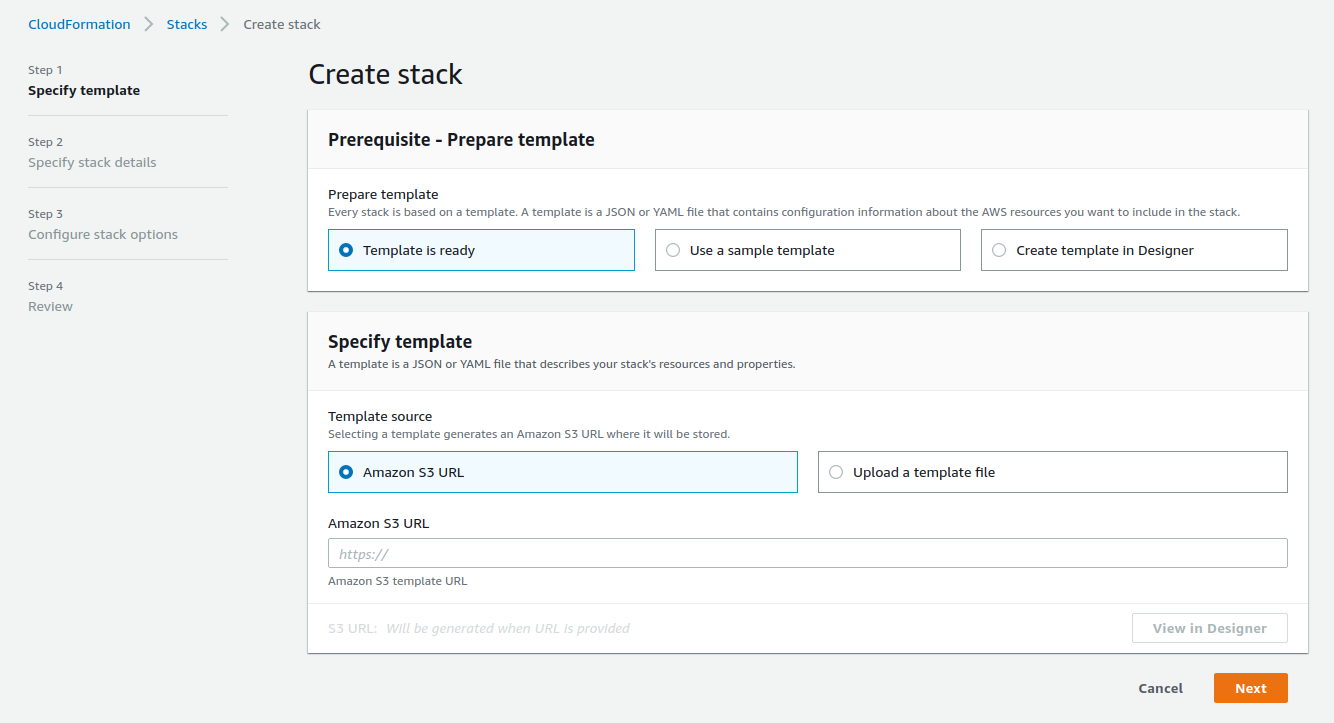 CloudFormation > Stacks > Create stack
Step 1
Specify template
Step 2
Specify stack details
Step 3
Configure stack options
Step 4
Review
Create stack
Prerequisite - Prepare template
Prepare template
Every stack is based on a template. A template is a JSON or YAML file that contains configuration information about the AWS resources you want to include in the stack.
Template is ready
Use a sample template
Create template in Designer
Specify template
A template is a JSON or YAML file that describes your stack's resources and properties.
Template source
Selecting a template generates an Amazon S3 URL where it will be stored.
Amazon S3 URL
Upload a template file
Amazon S3 URL
https://
Amazon S3 template URL
S3 URL: Will be generated when URL is provided
View in Designer
Cancel
Next